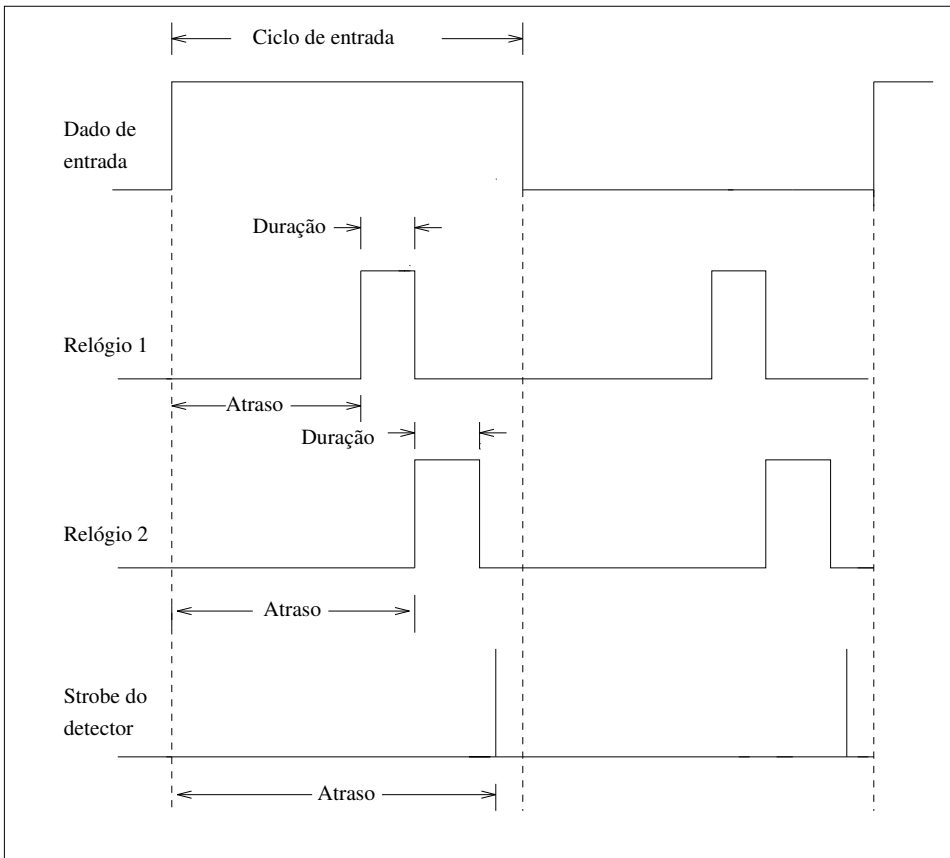 Ciclo de entrada
Dado de
entrada
Duração
Relógio 1
Atraso
Duração
Relógio 2
Atraso
Strobe do
detector
Atraso